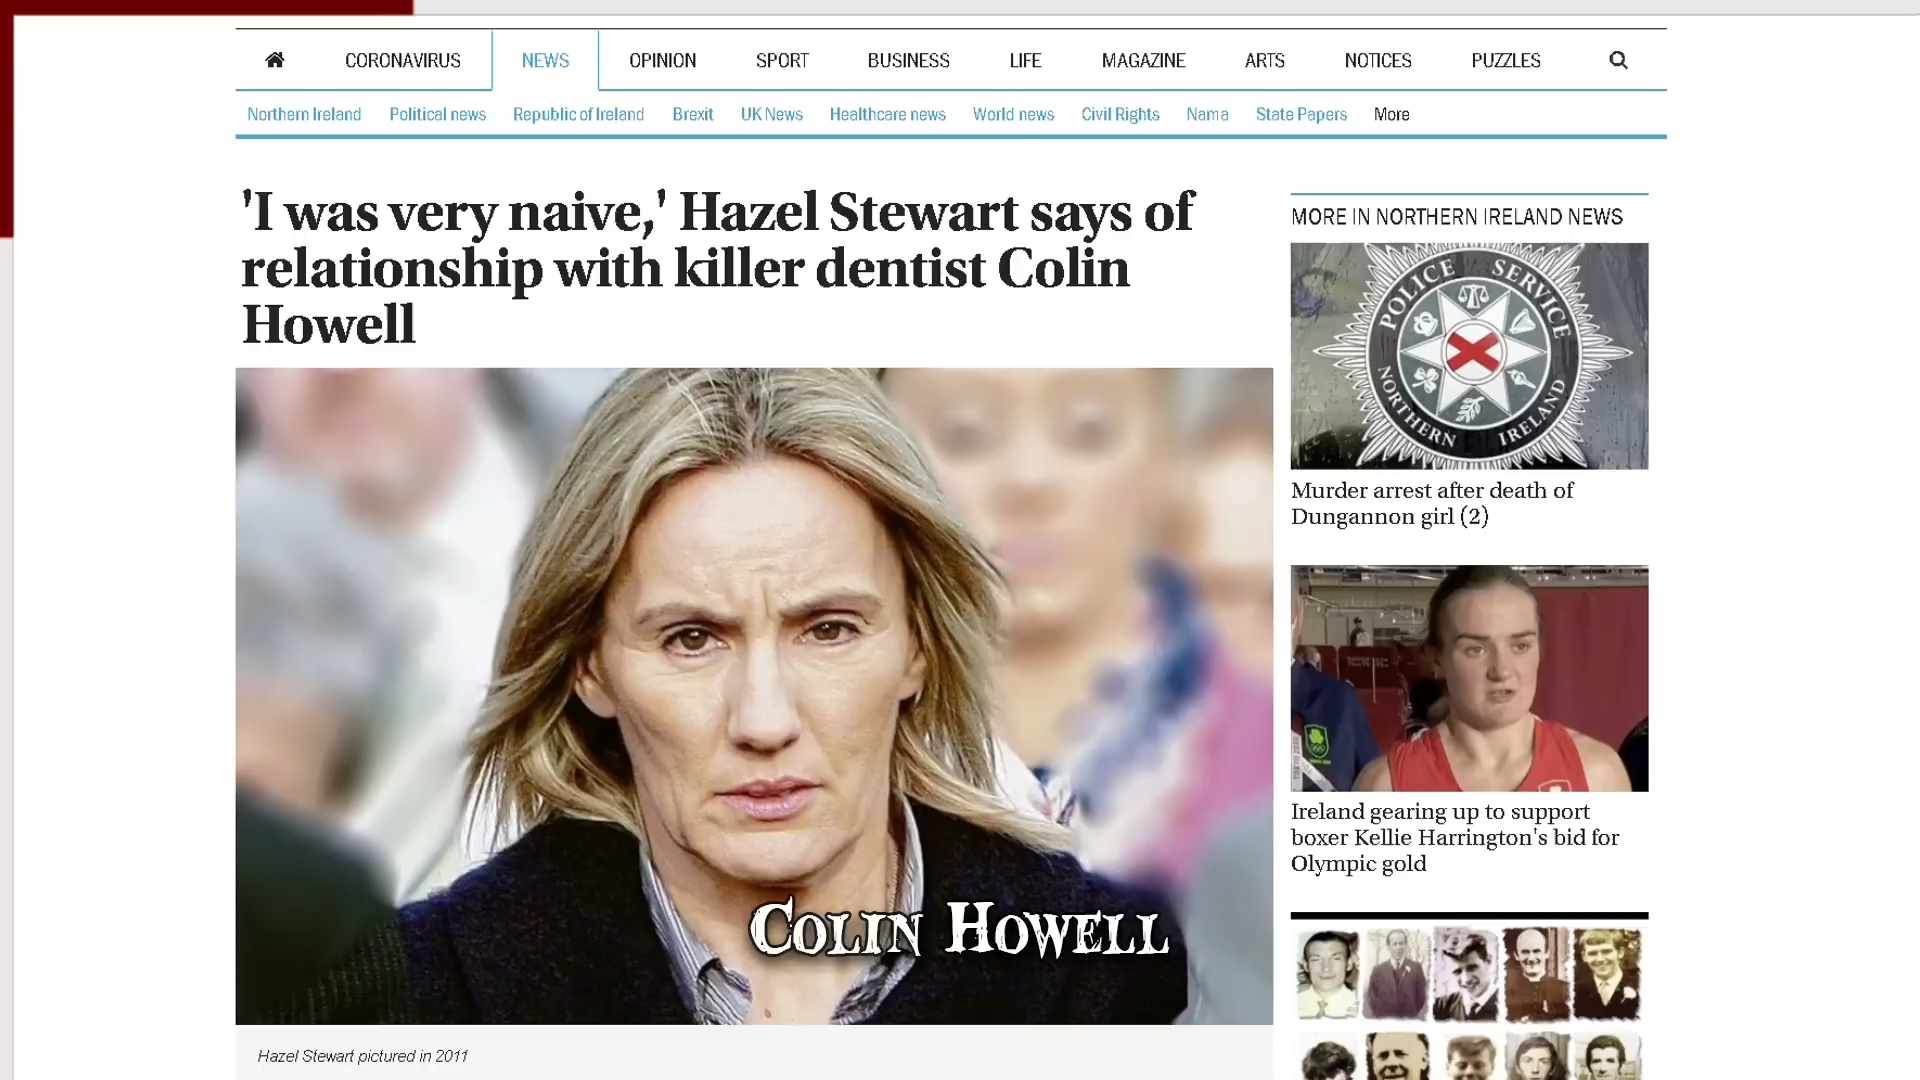 CORONAVIRUS NEWS OPINION SPORT BUSINESS LIFE MAGAZINE ARTS NOTICES PUZZLES
Northern Ireland Political news Republic of Ireland Brexit UK News Healthcare news World news Civil Rights Nama State Papers More
'I was very naive,' Hazel Stewart says of
relationship with killer dentist Colin
Howell
COLIN HOWELL
Hazel Stewart pictured in 2011
MORE IN NORTHERN IRELAND NEWS
POLICE SERVICE
NORTHERN IRELAND
Murder arrest after death of
Dungannon girl (2)
Ireland gearing up to support
boxer Kellie Harrington's bid for
Olympic gold